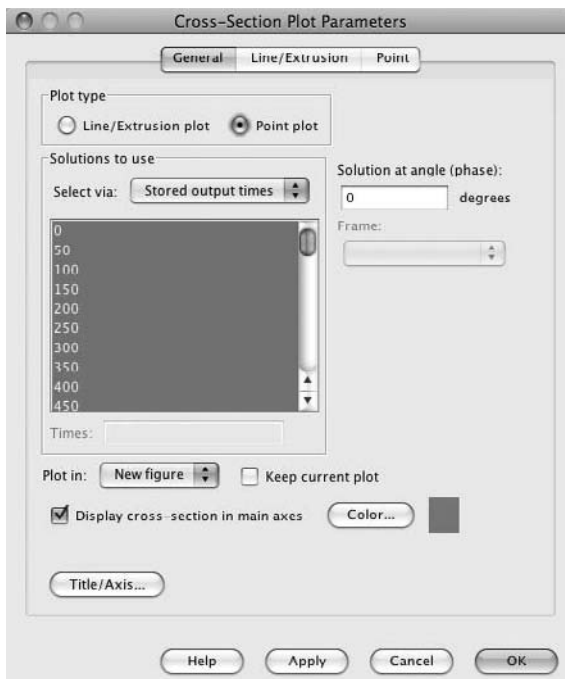 Cross-Section Plot Parameters
General Line/Extrusion Point
Plot type
Line/Extrusion plot Point plot
Solutions to use
Select via: Stored output times
0
50
100
150
200
250
300
350
400
450
Times:
Solution at angle (phase):
0 degrees
Frame:
Plot in: New figure Keep current plot
Display cross-section in main axes Color...
Title/Axis...
Help Apply Cancel OK